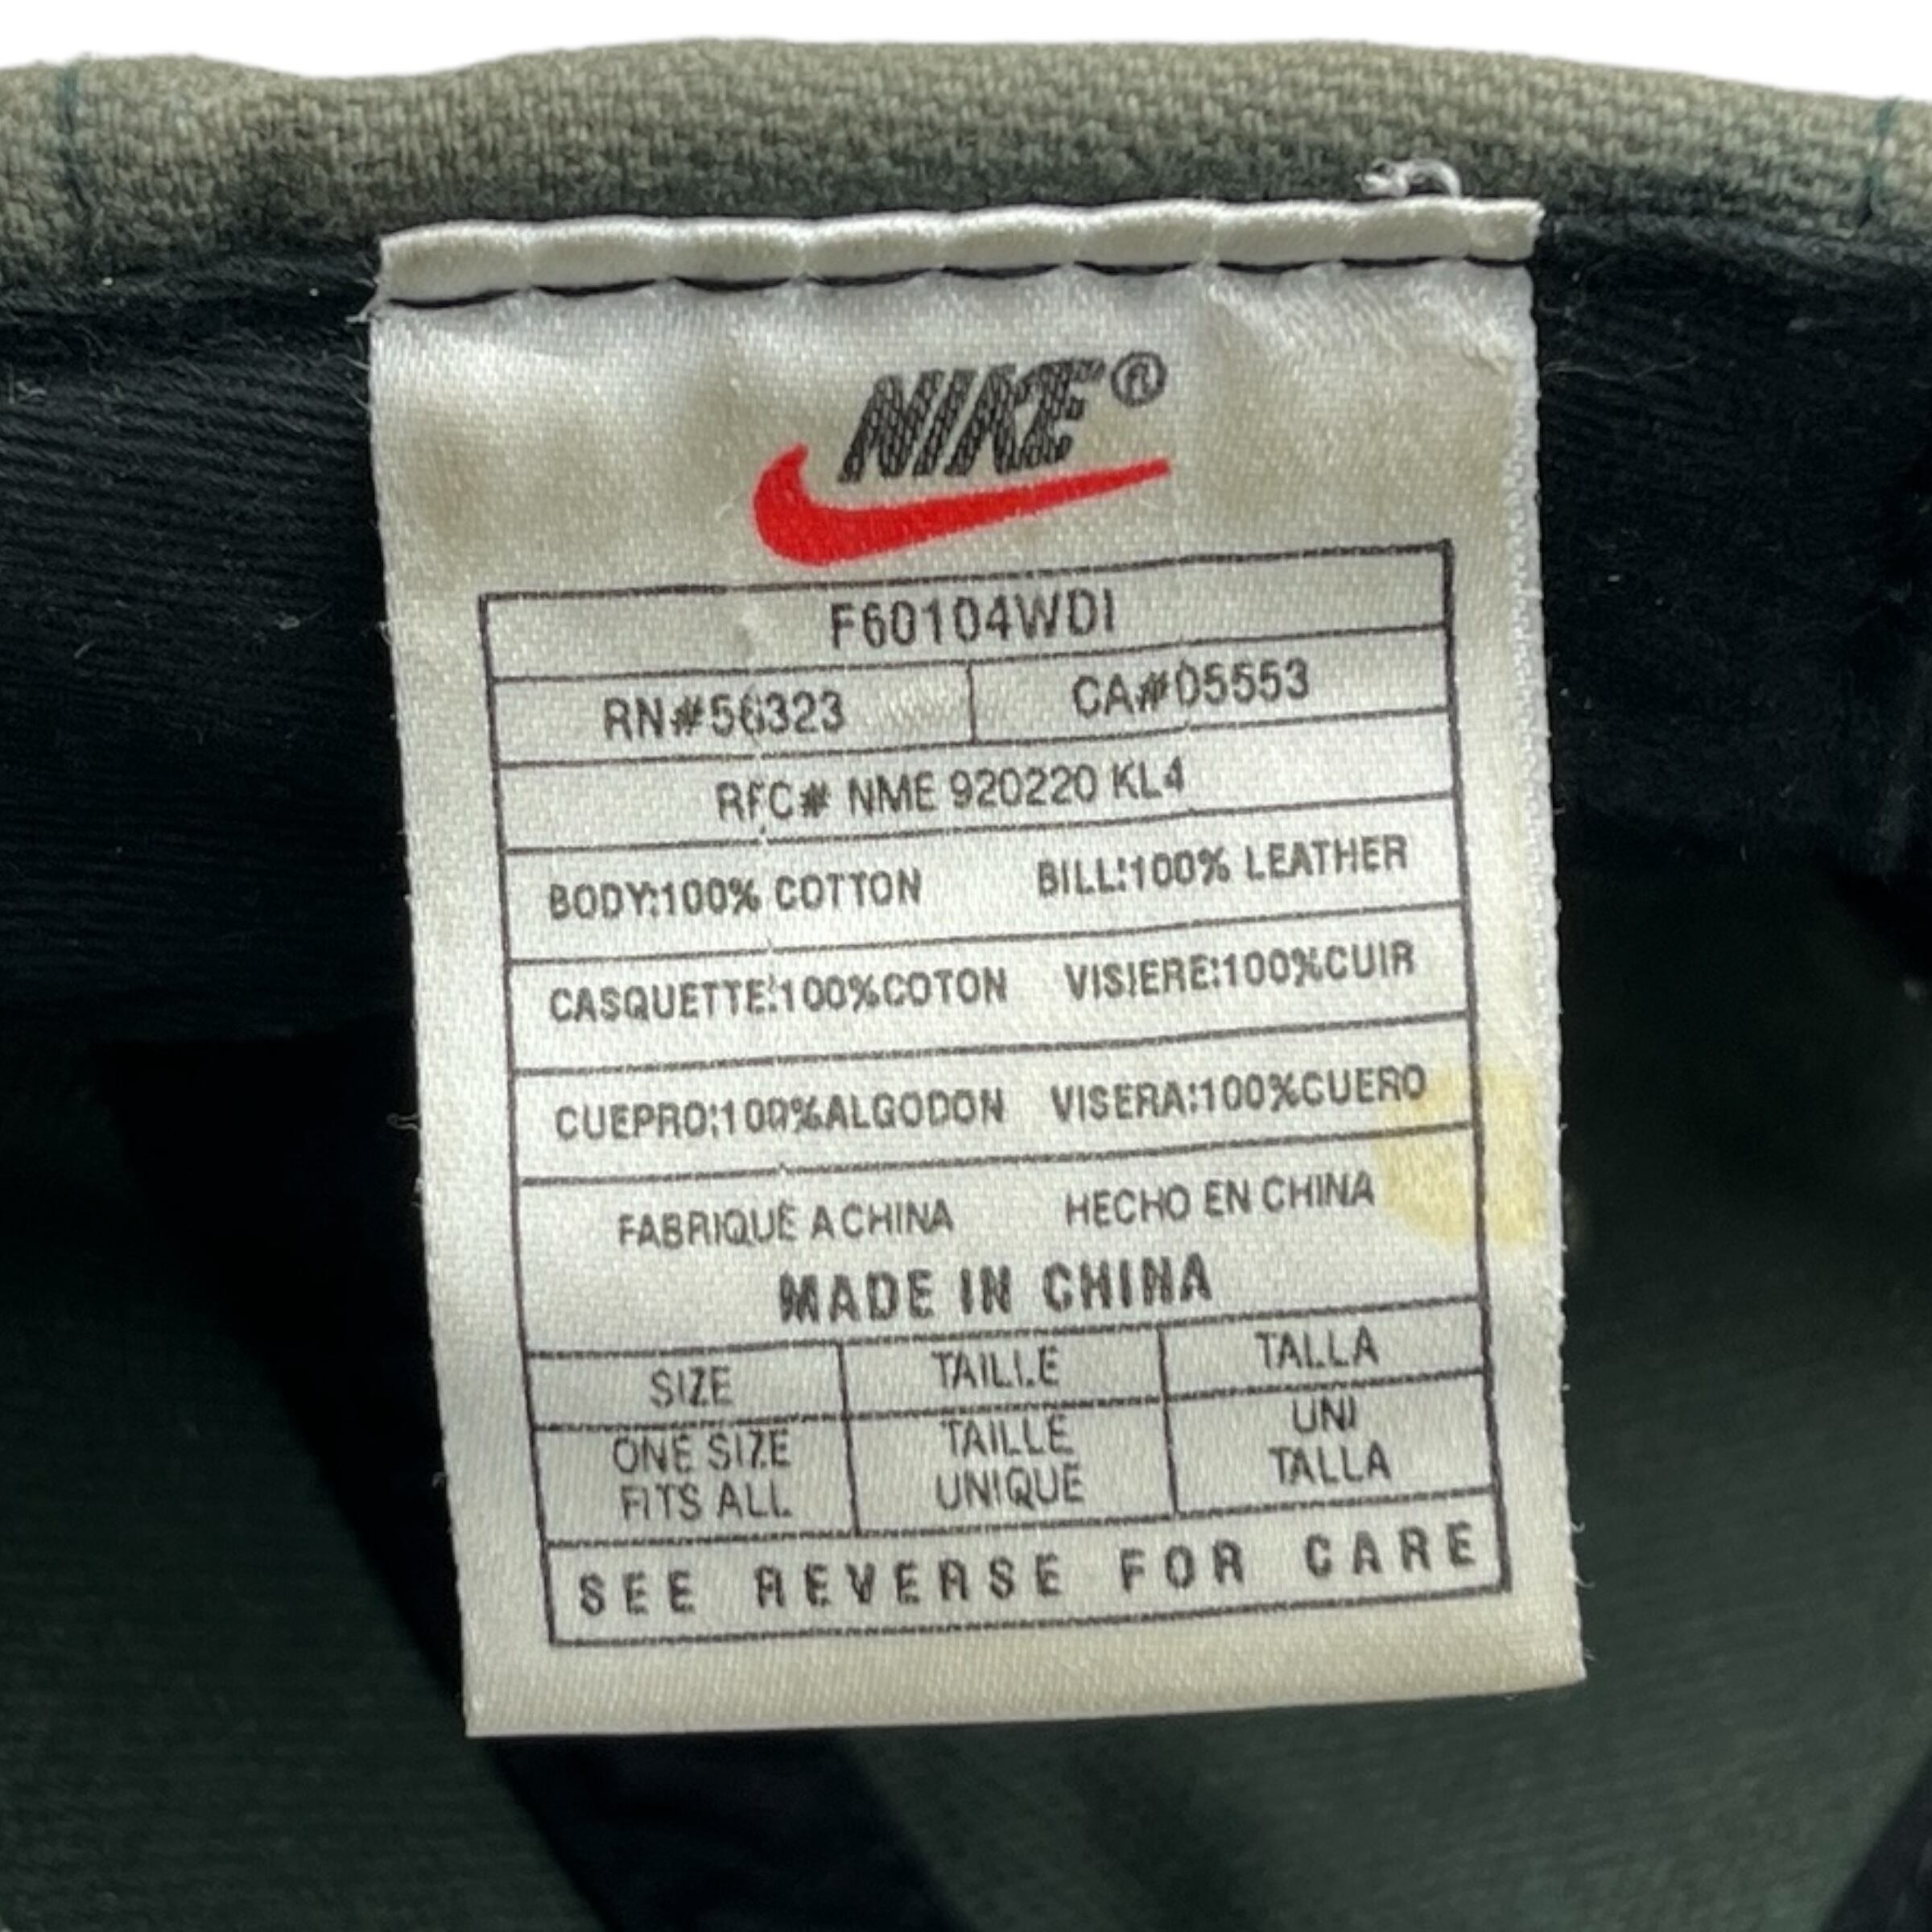 NIKE®
F60104WDI
RN#56323 CA#05553
RFC# NME 920220 KL4
BODY:100% COTTON BILL:100% LEATHER
CASQUETTE:100%COTON VISIERE:100%CUIR
CUEPRO:100%ALGODON VISERA:100%CUERO
FABRIQUÉ A CHINA HECHO EN CHINA
MADE IN CHINA
SIZE TAILLE TALLA
ONE SIZE FITS ALL TAILLE UNIQUE UNI TALLA
SEE REVERSE FOR CARE